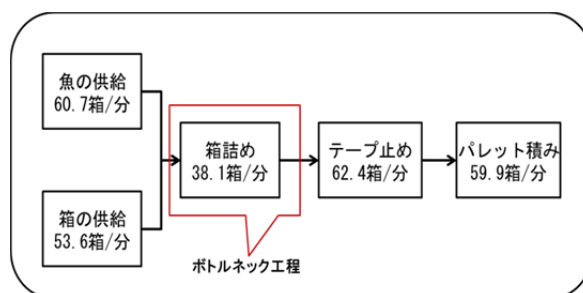 魚の供給
60.7箱/分
箱詰め
38.1箱/分
テープ止め
62.4箱/分
パレット積み
59.9箱/分
箱の供給
53.6箱/分
ボトルネック工程